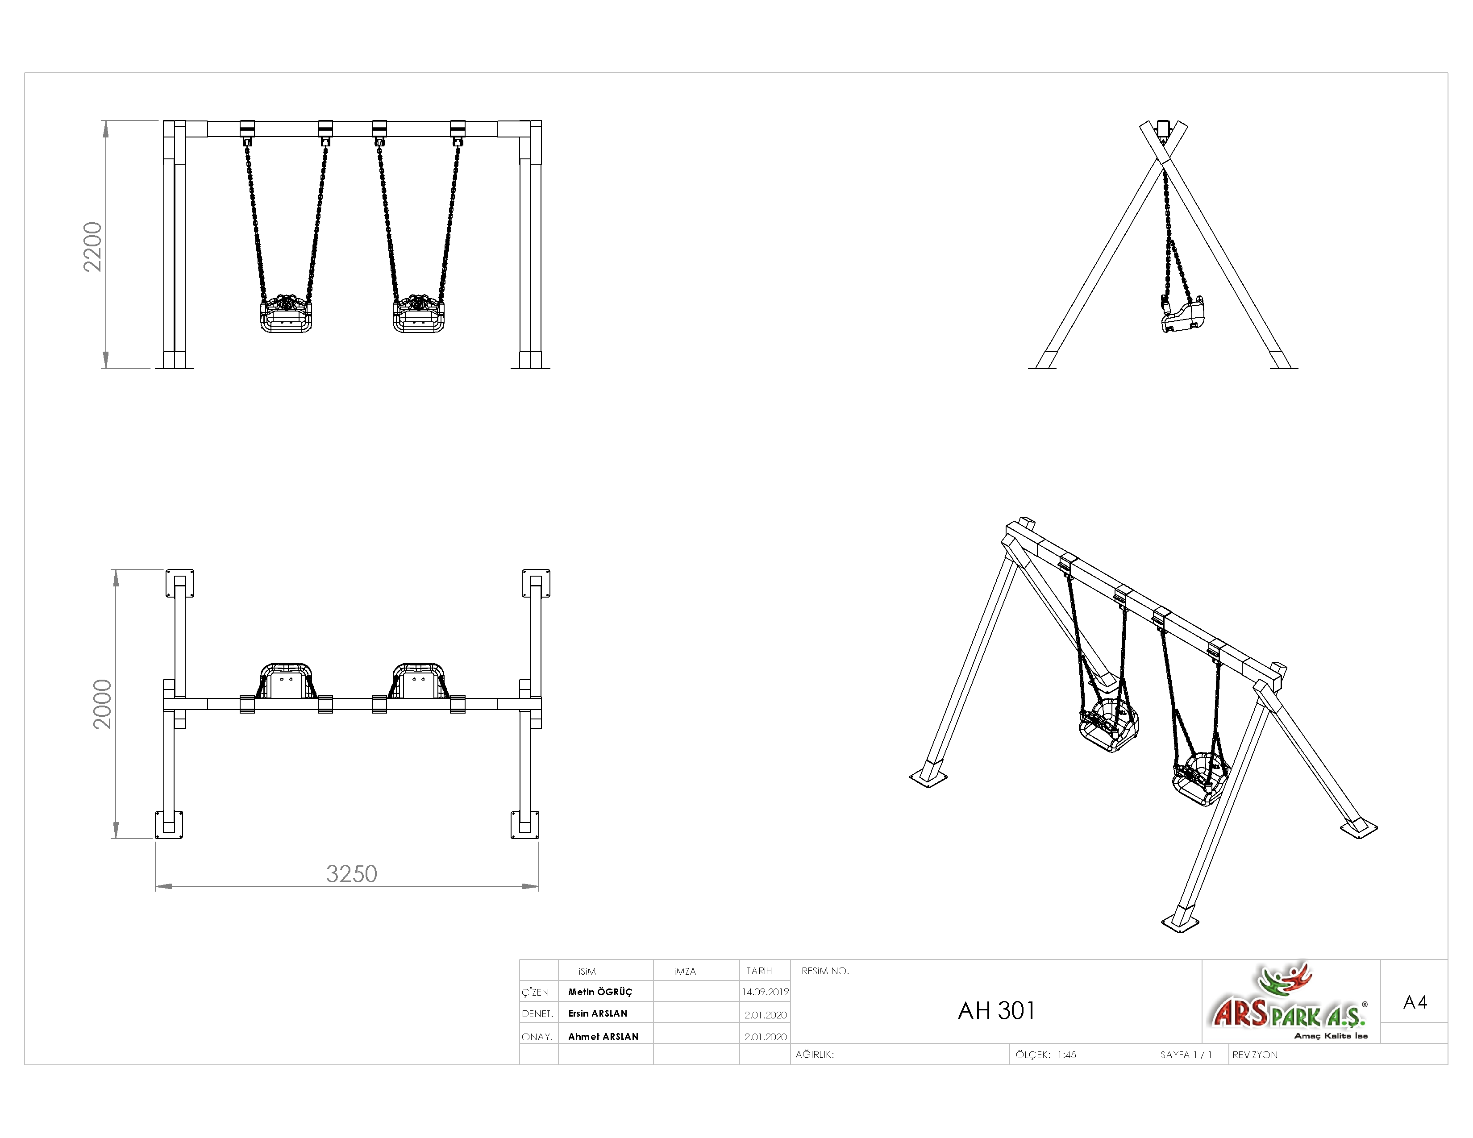 2200
2000
3250
İSİM
İMZA
TARİH
RESİM NO.
ÇİZEN.
Metin ÖGRÜÇ
14.09.2019
DENET.
Ersin ARSLAN
2.01.2020
ONAY.
Ahmet ARSLAN
2.01.2020
AH 301
ARSPARK A.Ş.®
Amaç Kalite İse
A4
AĞIRLIK:
ÖLÇEK: 1:45
SAYFA 1 / 1
REVİZYON